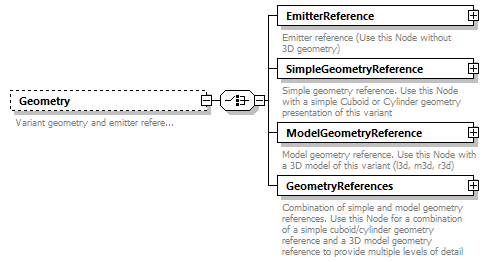 EmitterReference
Emitter reference (Use this Node without
3D geometry)
SimpleGeometryReference
Simple geometry reference. Use this Node
with a simple Cuboid or Cylinder geometry
presentation of this variant
Geometry
Variant geometry and emitter refere...
ModelGeometryReference
Model geometry reference. Use this Node with
a 3D model of this variant (l3d, m3d, r3d)
GeometryReferences
Combination of simple and model geometry
references. Use this Node for a combination
of a simple cuboid/cylinder geometry
reference and a 3D model geometry
reference to provide multiple levels of detail